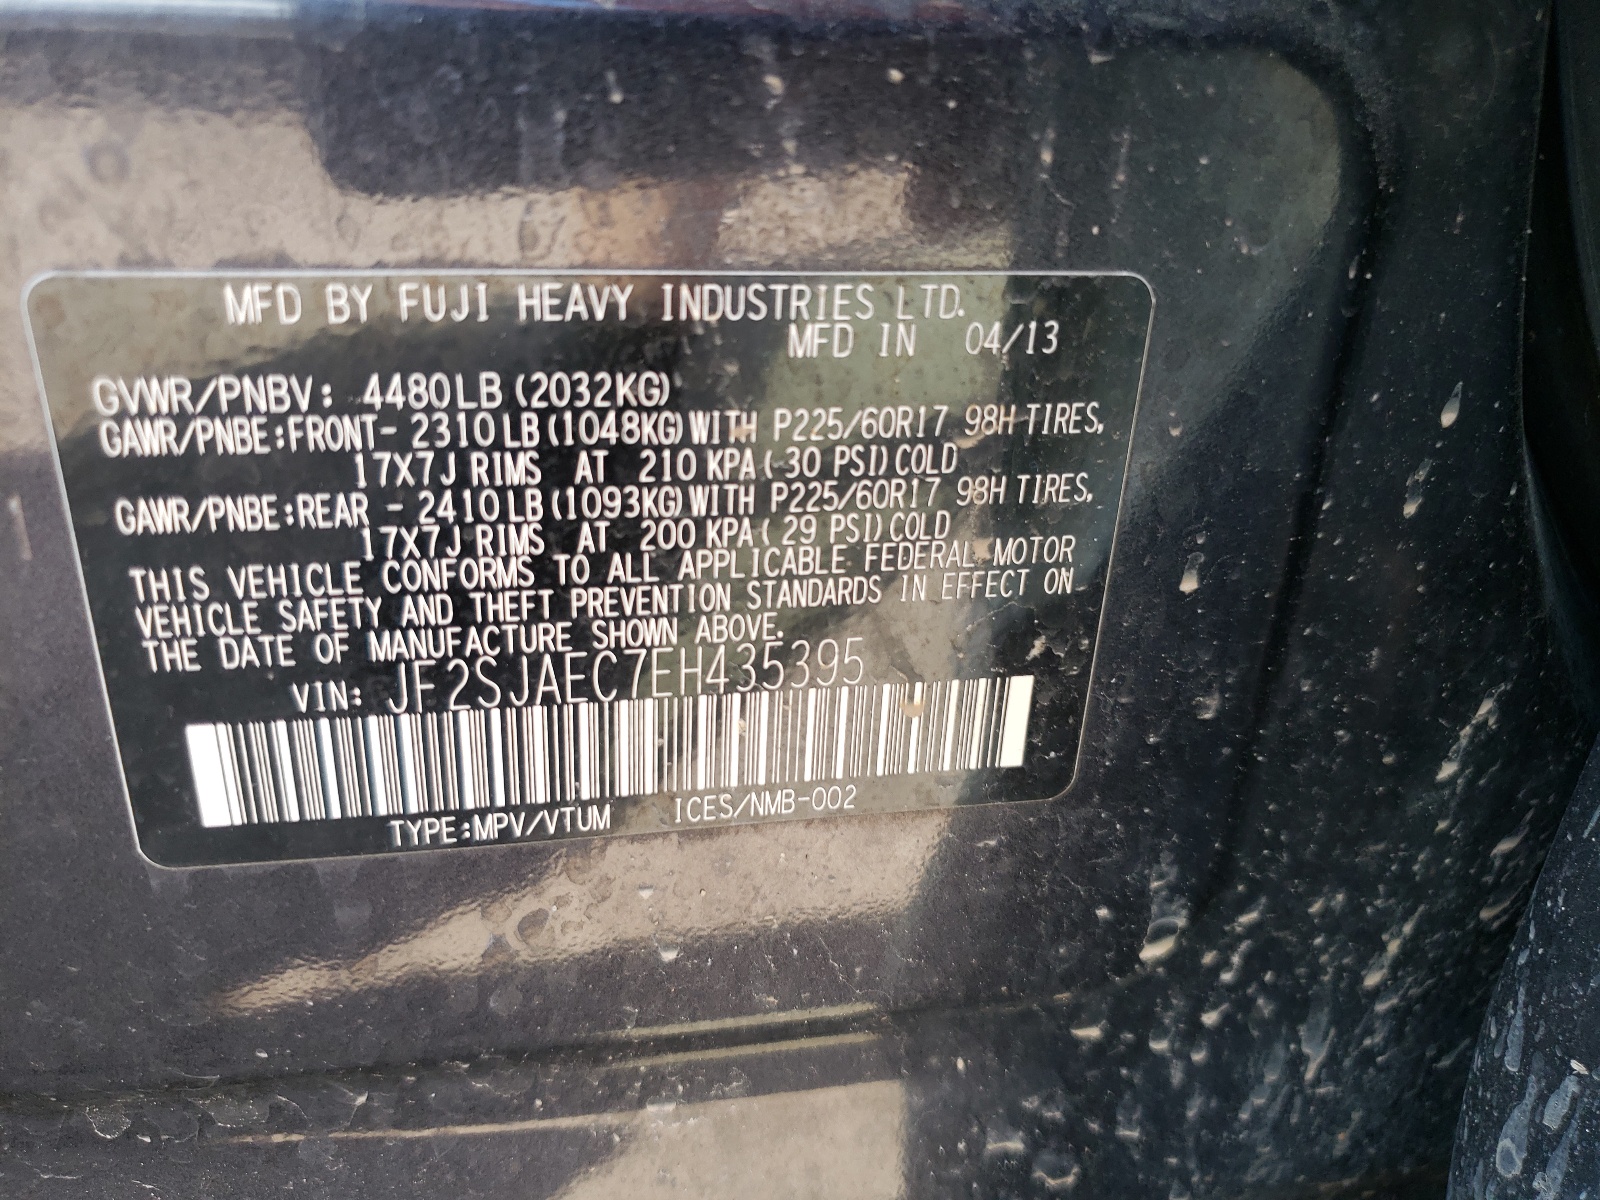 MFD BY FUJI HEAVY INDUSTRIES LTD.
MFD IN 04/13
GVWR/PNBV: 4480LB (2032KG)
GAWR/PNBE:FRONT- 2310LB (1048KG) WITH P225/60R17 98H TIRES,
17X7J RIMS AT 210 KPA( 30 PSI) COLD
GAWR/PNBE:REAR - 2410LB (1093KG) WITH P225/60R17 98H TIRES,
17X7J RIMS AT 200 KPA( 29 PSI) COLD
THIS VEHICLE CONFORMS TO ALL APPLICABLE FEDERAL MOTOR
VEHICLE SAFETY AND THEFT PREVENTION STANDARDS IN EFFECT ON
THE DATE OF MANUFACTURE SHOWN ABOVE.
VIN: JF2SJAEC7EH435395
TYPE:MPV/VTUM ICES/NMB-002